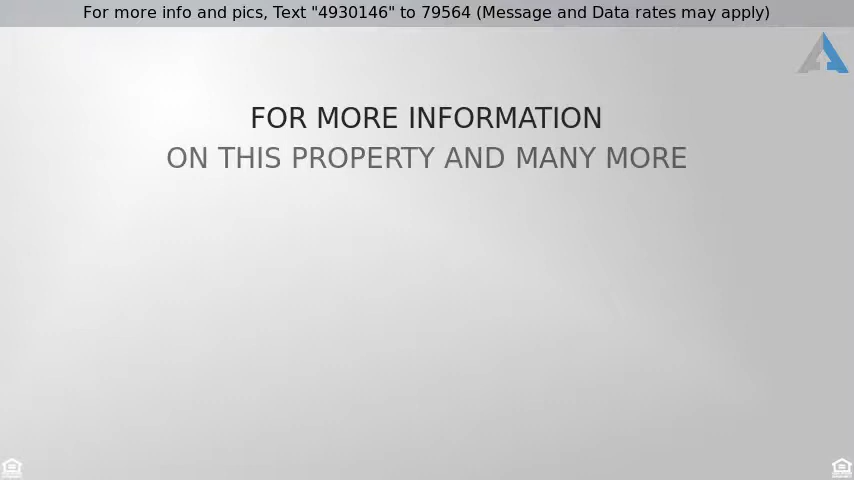 For more info and pics, Text "4930146" to 79564 (Message and Data rates may apply)
FOR MORE INFORMATION
ON THIS PROPERTY AND MANY MORE